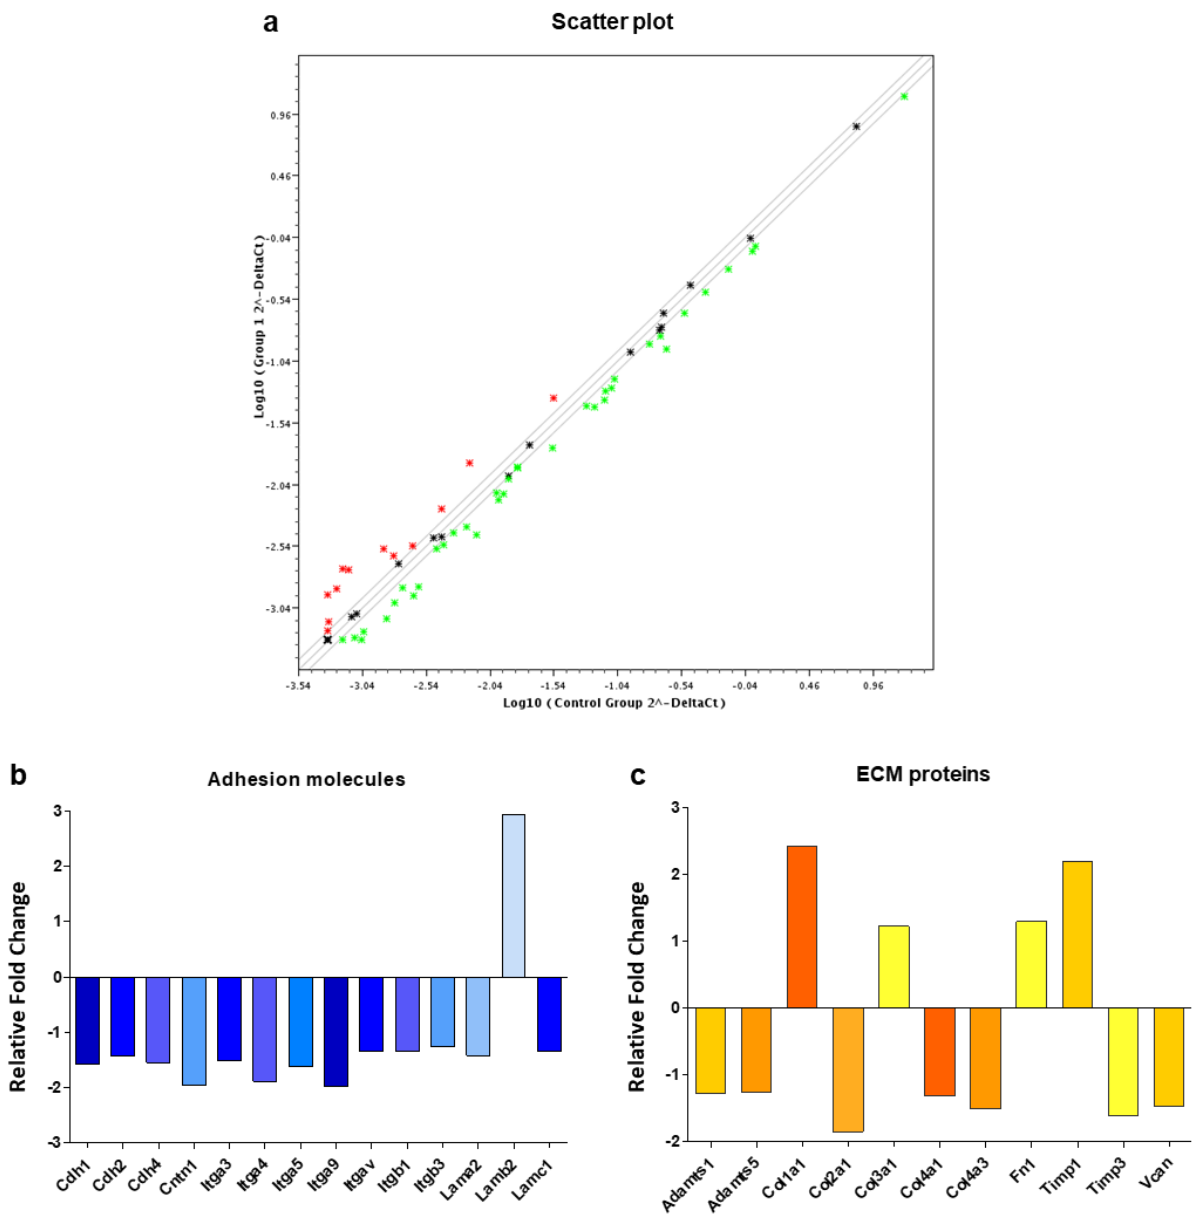 a
Scatter plot
Log10 (Group 1 2^-DeltaCt)
0.96
0.46
-0.04
-0.54
-1.04
-1.54
-2.04
-2.54
-3.04
-3.54 -3.04 -2.54 -2.04 -1.54 -1.04 -0.54 -0.04 0.46 0.96
Log10 (Control Group 2^-DeltaCt)
b
Adhesion molecules
Relative Fold Change
3
2
1
0
-1
-2
-3
Cdh1 Cdh2 Cdh4 Cntn1 Itga3 Itga4 Itga5 Itga9 Itgav Itgb1 Itgb3 Lama2 Lamb2 Lamc1
c
ECM proteins
Relative Fold Change
3
2
1
0
-1
-2
Adamts1 Adamts5 Col1a1 Col2a1 Col3a1 Col4a1 Col4a3 Fn1 Timp1 Timp3 Vcan